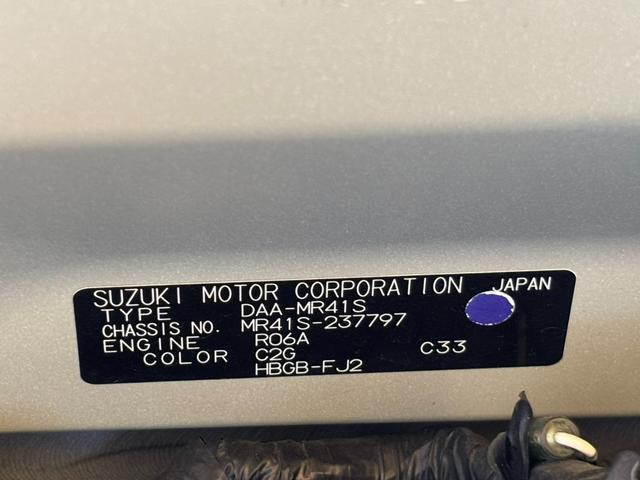 SUZUKI MOTOR CORPORATION JAPAN
TYPE DAA-MR41S
CHASSIS NO. MR41S-237797
ENGINE R06A C33
COLOR C2G
HBGB-FJ2